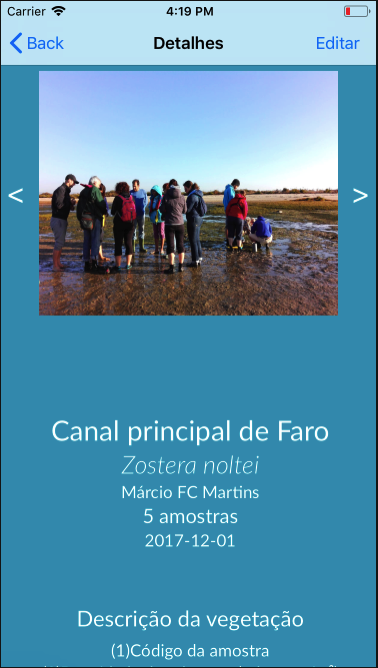 Carrier 4:19 PM
Back Detalhes Editar
< >
Canal principal de Faro
Zostera noltei
Márcio FC Martins
5 amostras
2017-12-01
Descrição da vegetação
(1)Código da amostra